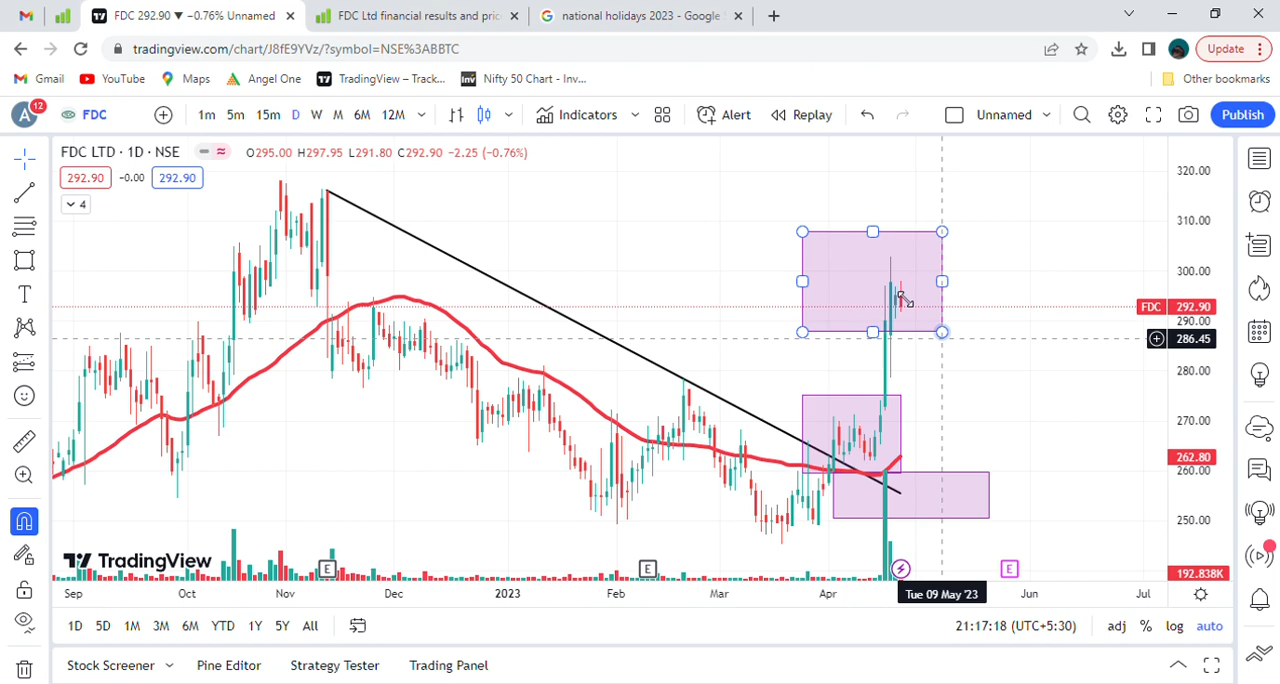 FDC 292.90 ▼ −0.76% Unnamed
FDC Ltd financial results and pric
national holidays 2023 - Google
tradingview.com/chart/J8fE9YVz/?symbol=NSE%3ABBTC
Update
Gmail
YouTube
Maps
Angel One
TradingView – Track...
Nifty 50 Chart - Inv...
Other bookmarks
A
12
FDC
1m
5m
15m
D
W
M
6M
12M
Indicators
Alert
Replay
Unnamed
Publish
FDC LTD · 1D · NSE
O295.00 H297.95 L291.80 C292.90 −2.25 (−0.76%)
292.90
−0.00
292.90
4
320.00
310.00
300.00
FDC 292.90
290.00
286.45
280.00
270.00
262.80
260.00
250.00
TradingView
E
E
E
192.838K
Sep
Oct
Nov
Dec
2023
Feb
Mar
Apr
Tue 09 May '23
Jun
Jul
1D
5D
1M
3M
6M
YTD
1Y
5Y
All
21:17:18 (UTC+5:30)
adj
%
log
auto
Stock Screener
Pine Editor
Strategy Tester
Trading Panel